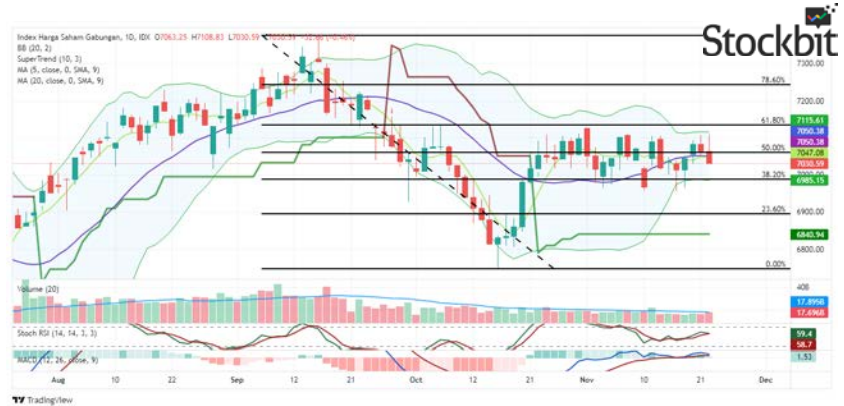 Stockbit
Index Harga Saham Gabungan, 1D, IDX O7063.25 H7108.83 L7030.59
BB (20, 2)
SuperTrend (10, 3)
MA (5, close, 0, SMA, 9)
MA (20, close, 0, SMA, 9)
7300.00
78.60%
7200.00
7115.61
61.80%
7050.38
7050.38
50.00%
7047.08
7030.59
38.20%
6985.15
6900.00
23.60%
6840.94
6800.00
0.00%
Volume (20)
40B
17.895B
17.696B
Stoch RSI (14, 14, 3, 3)
59.4
58.7
MACD (12, 26, close, 9)
1.53
Aug 10 22 Sep 12 21 Oct 12 21 Nov 10 21 Dec
TradingView